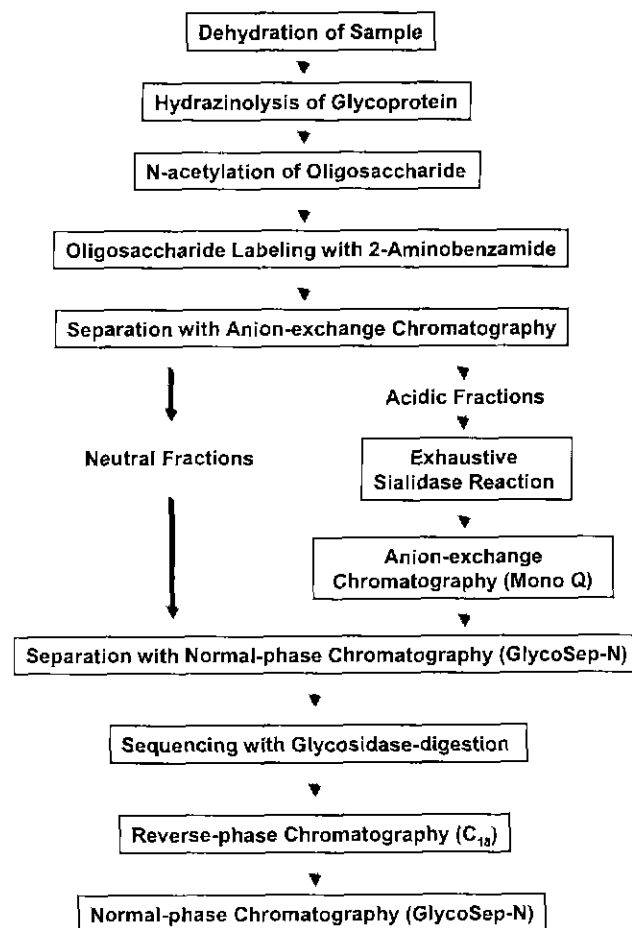 Dehydration of Sample
Hydrazinolysis of Glycoprotein
N-acetylation of Oligosaccharide
Oligosaccharide Labeling with 2-Aminobenzamide
Separation with Anion-exchange Chromatography
Acidic Fractions
Neutral Fractions
Exhaustive
Sialidase Reaction
Anion-exchange
Chromatography (Mono Q)
Separation with Normal-phase Chromatography (GlycoSep-N)
Sequencing with Glycosidase-digestion
Reverse-phase Chromatography (C₁₈)
Normal-phase Chromatography (GlycoSep-N)